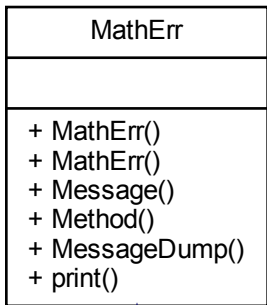 MathErr
+ MathErr()
+ MathErr()
+ Message()
+ Method()
+ MessageDump()
+ print()